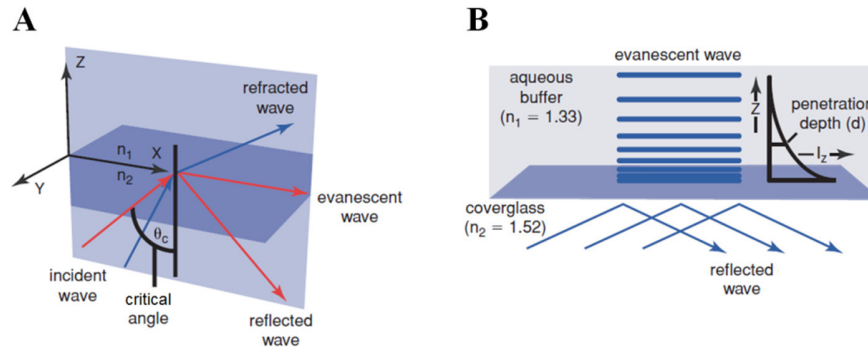 A
Z
refracted
wave
n1
X
n2
Y
evanescent
wave
θc
incident
wave
critical
angle
reflected
wave
B
evanescent wave
aqueous
buffer
(n1 = 1.33)
Z
penetration
depth (d)
Iz
coverglass
(n2 = 1.52)
reflected
wave